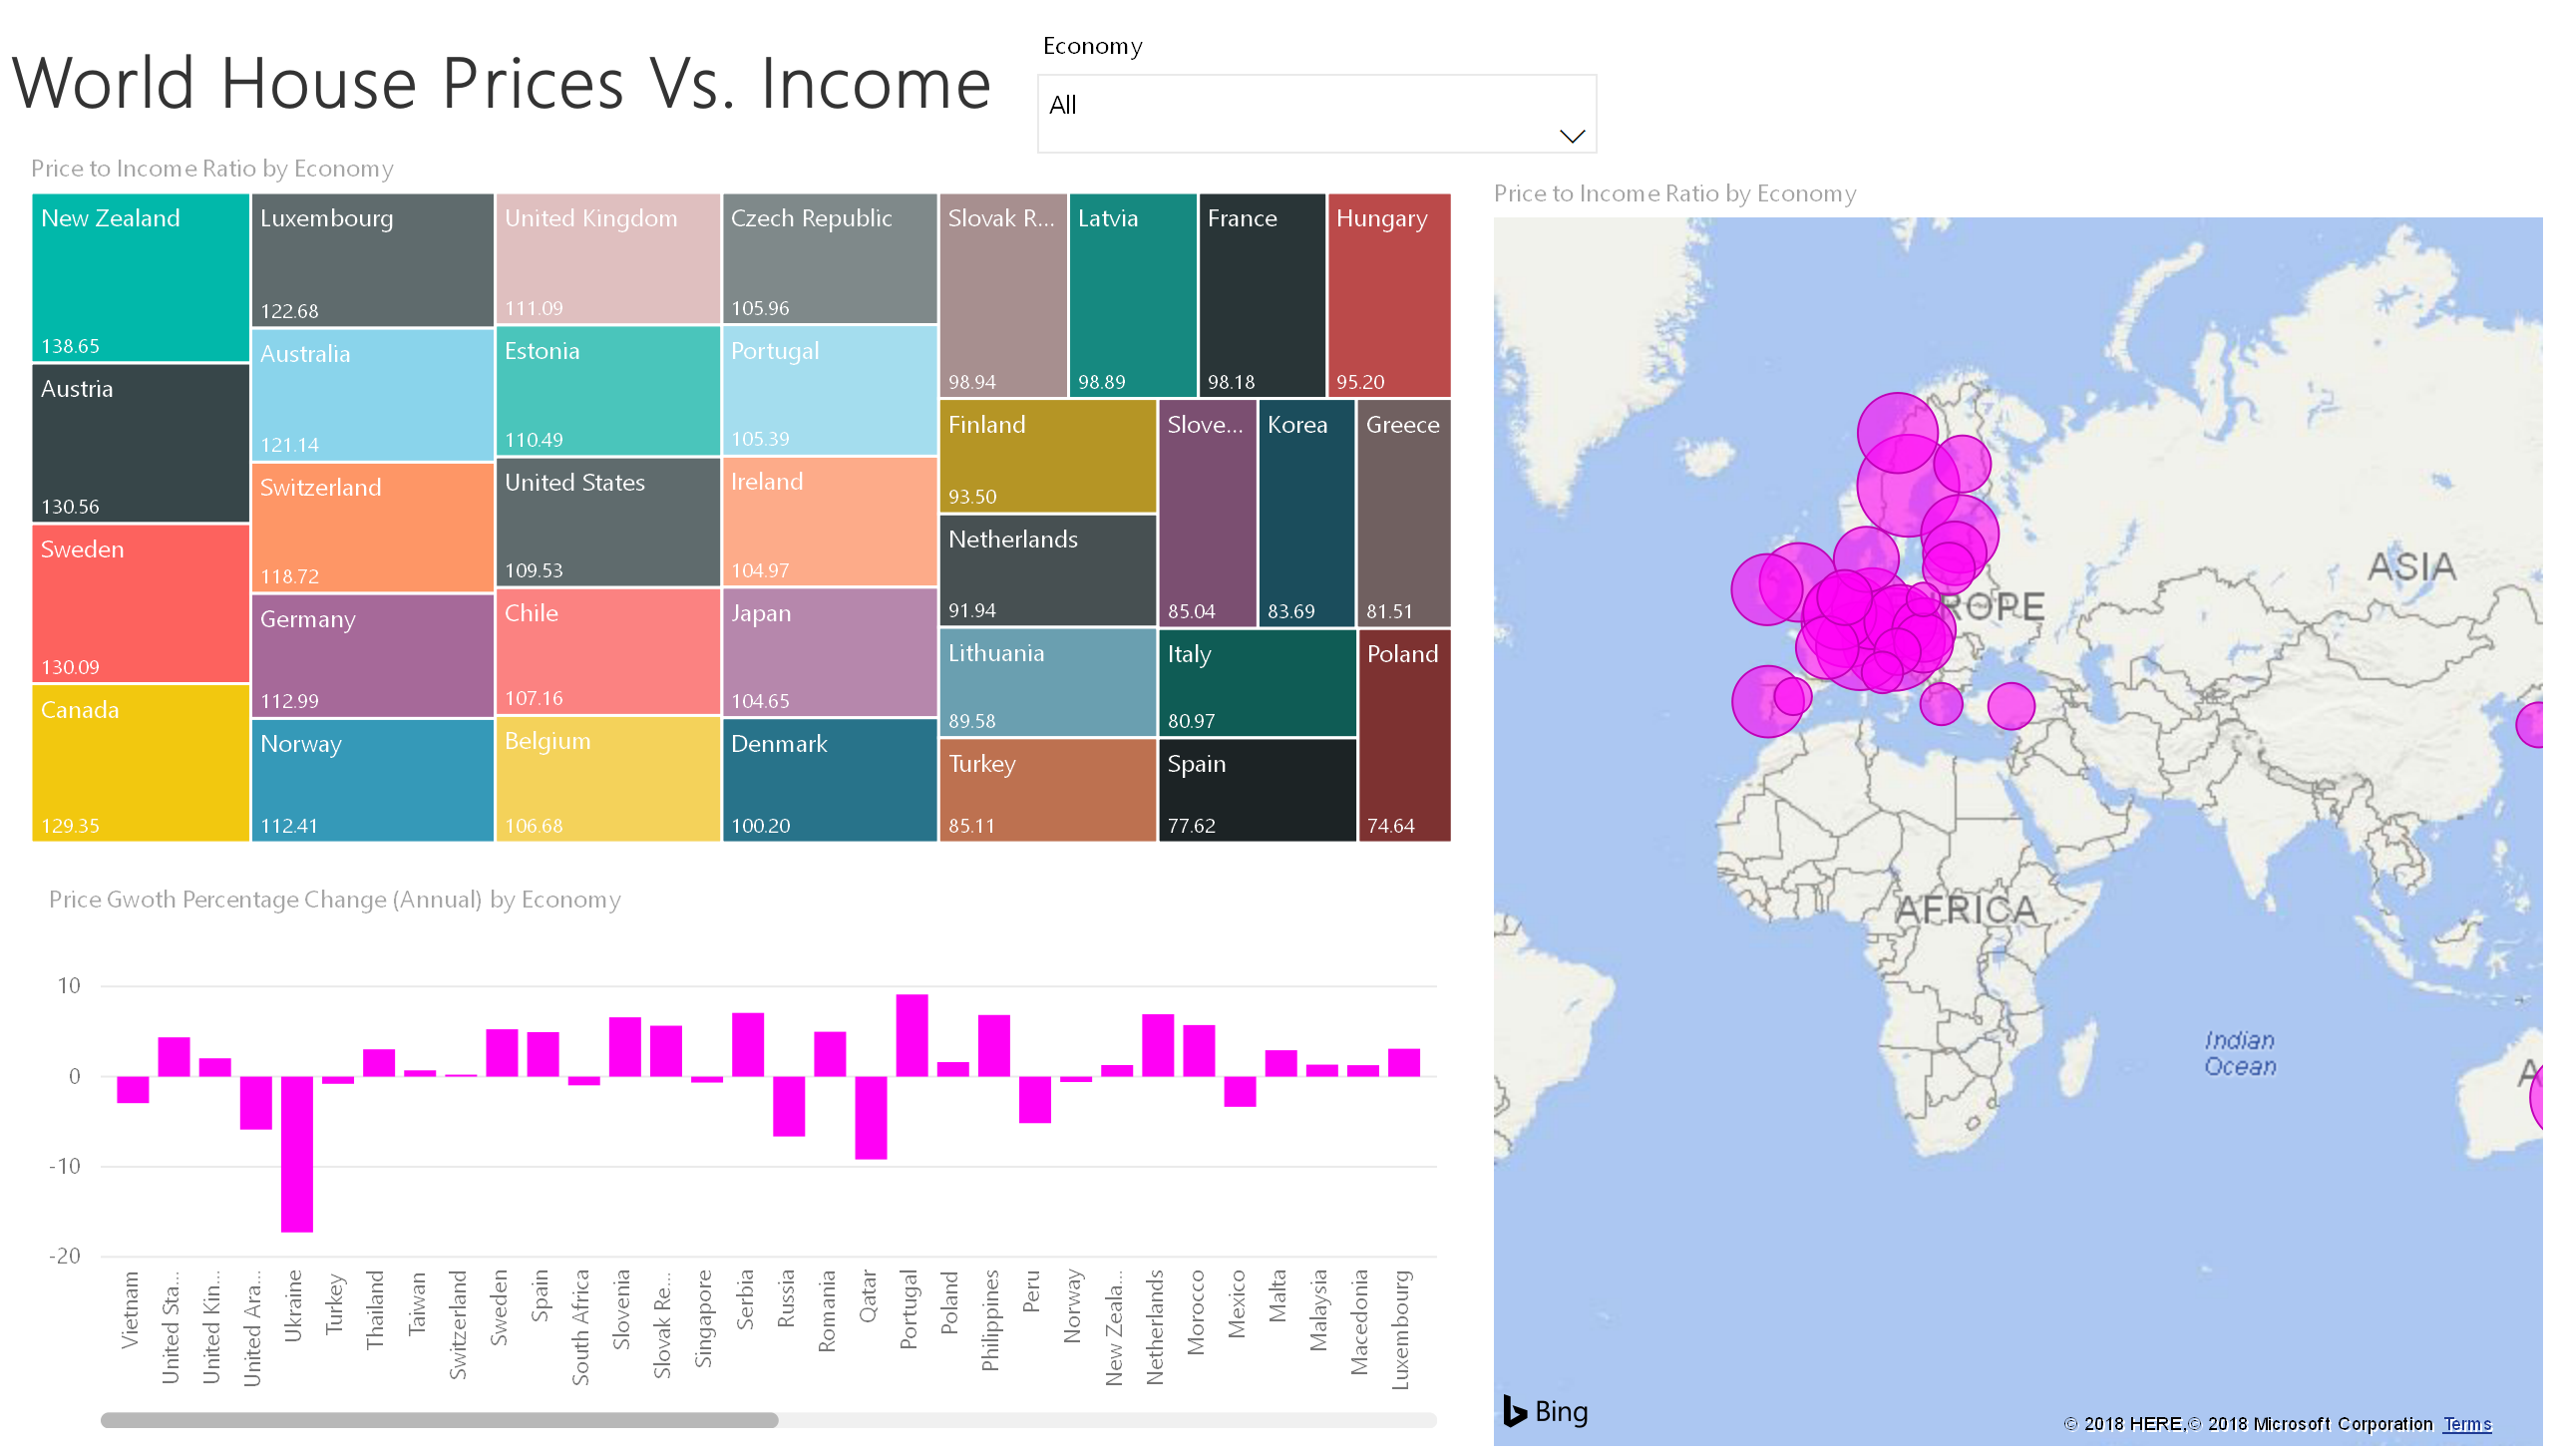 World House Prices Vs. Income
Economy
All
Price to Income Ratio by Economy
New Zealand
138.65
Austria
130.56
Sweden
130.09
Canada
129.35
Luxembourg
122.68
Australia
121.14
Switzerland
118.72
Germany
112.99
Norway
112.41
United Kingdom
111.09
Estonia
110.49
United States
109.53
Chile
107.16
Belgium
106.68
Czech Republic
105.96
Portugal
105.39
Ireland
104.97
Japan
104.65
Denmark
100.20
Slovak R...
98.94
Latvia
98.89
France
98.18
Hungary
95.20
Finland
93.50
Netherlands
91.94
Lithuania
89.58
Turkey
85.11
Slove...
85.04
Korea
83.69
Greece
81.51
Italy
80.97
Spain
77.62
Poland
74.64
Price Gwoth Percentage Change (Annual) by Economy
10
0
-10
-20
Vietnam
United Sta...
United Kin...
United Ara...
Ukraine
Turkey
Thailand
Taiwan
Switzerland
Sweden
Spain
South Africa
Slovenia
Slovak Re...
Singapore
Serbia
Russia
Romania
Qatar
Portugal
Poland
Philippines
Peru
Norway
New Zeala...
Netherlands
Morocco
Mexico
Malta
Malaysia
Macedonia
Luxembourg
Price to Income Ratio by Economy
ASIA
ROPE
AFRICA
Indian
Ocean
A
Bing
© 2018 HERE,© 2018 Microsoft Corporation Terms